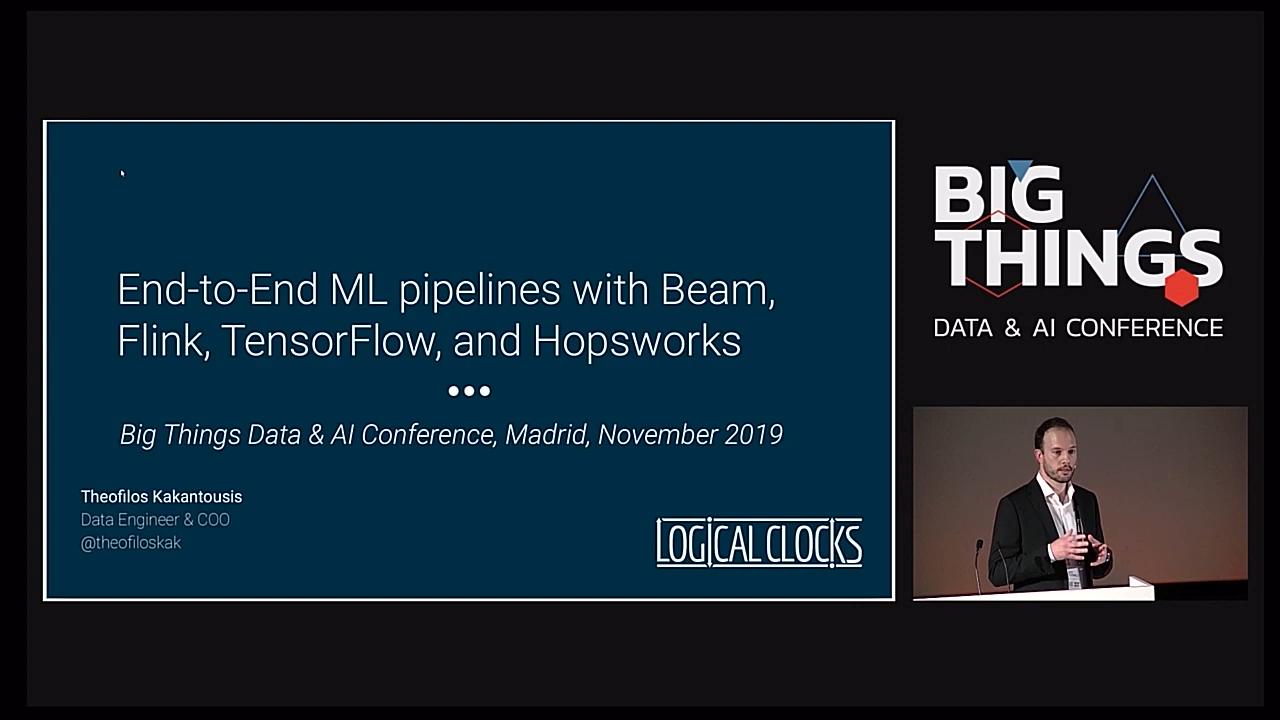 End-to-End ML pipelines with Beam,
Flink, TensorFlow, and Hopsworks
Big Things Data & AI Conference, Madrid, November 2019
Theofilos Kakantousis
Data Engineer & COO
@theofiloskak
LOGICAL CLOCKS
BIG
THINGS
DATA & AI CONFERENCE